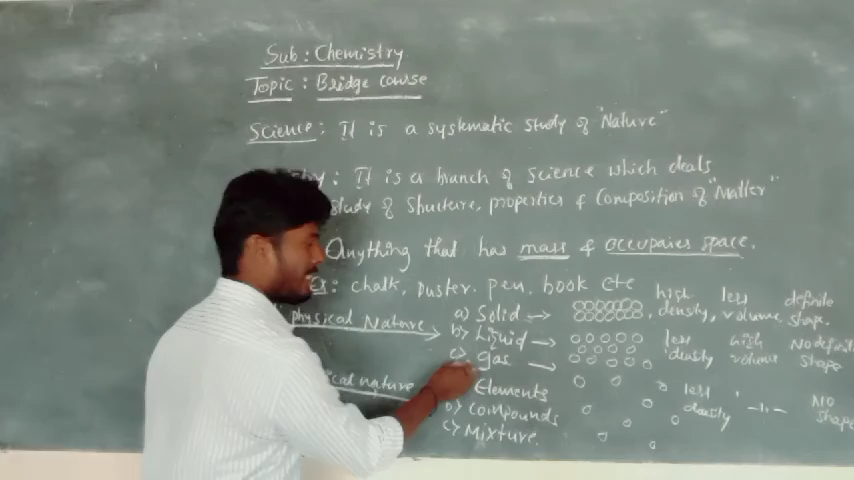 Sub : Chemistry
Topic : Bridge course
Science : It is a systematic study of "Nature"
: It is a branch of science which deals
study of structure, properties & Composition of "Matter"
Anything that has mass & occupaies space.
Ex: chalk, Duster, pen, book etc
physical Nature → a) Solid → high density, less volume, definite shape.
b) Liquid → less density high volume No definite shape
c) gas → less density -"- No shape
ical nature Elements
b) Compounds
c) Mixture